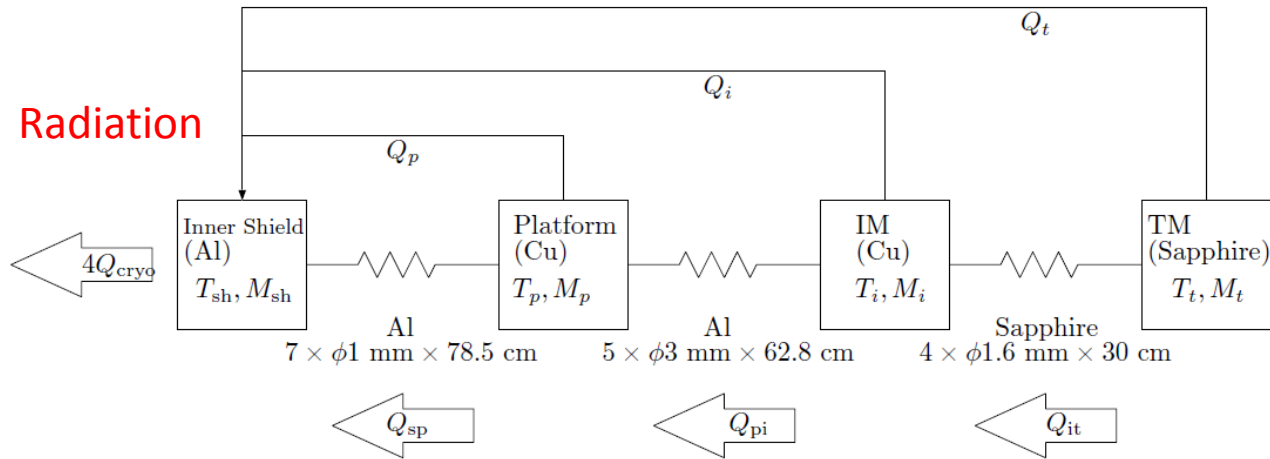 Q_t
Q_i
Radiation
Q_p
4Q_cryo
Inner Shield
(Al)
T_sh, M_sh
Platform
(Cu)
T_p, M_p
IM
(Cu)
T_i, M_i
TM
(Sapphire)
T_t, M_t
Al
7 × ϕ1 mm × 78.5 cm
Al
5 × ϕ3 mm × 62.8 cm
Sapphire
4 × ϕ1.6 mm × 30 cm
Q_sp
Q_pi
Q_it